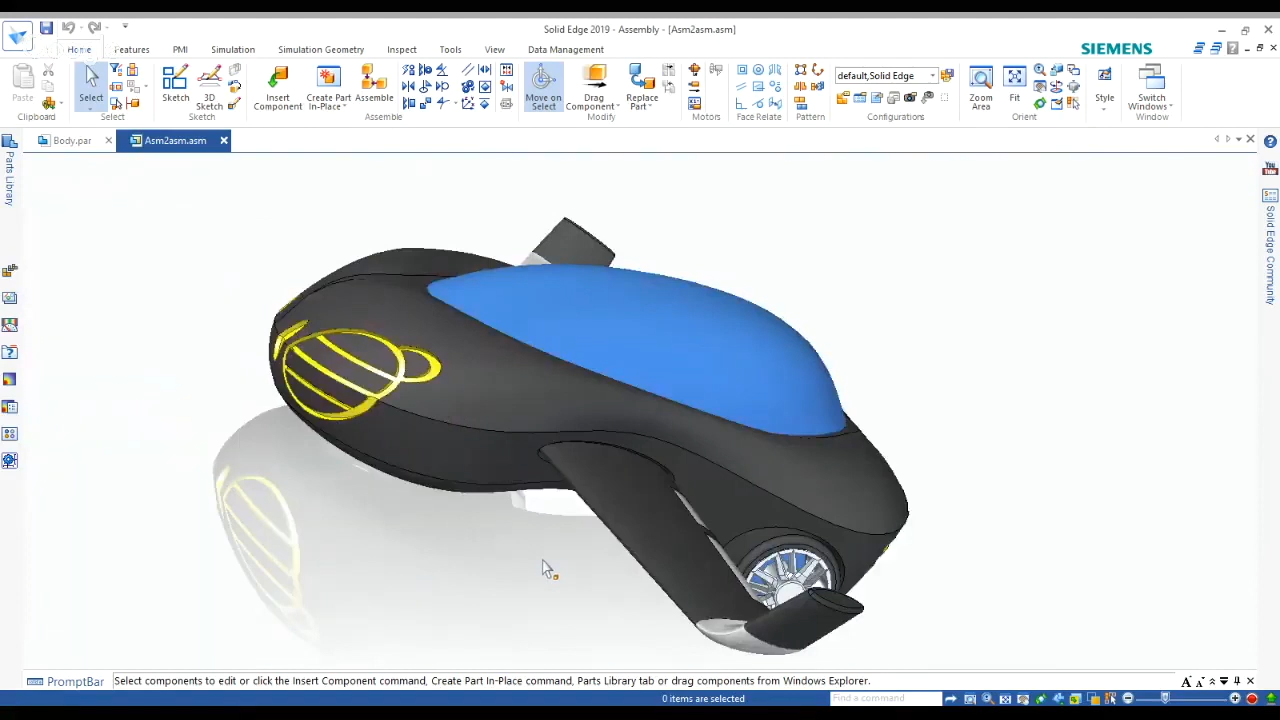 Solid Edge 2019 - Assembly - [Asm2asm.asm]
Home Features PMI Simulation Simulation Geometry Inspect Tools View Data Management
SIEMENS
Paste
Clipboard
Select
Select
Sketch
3D Sketch
Sketch
Insert Component
Create Part In-Place
Assemble
Assemble
Move on Select
Drag Component
Replace Part
Modify
Motors
Face Relate
Pattern
default,Solid Edge
Configurations
Zoom Area
Fit
Orient
Style
Switch Windows
Window
Body.par
Asm2asm.asm
Parts Library
You Tube
Solid Edge Community
PromptBar
Select components to edit or click the Insert Component command, Create Part In-Place command, Parts Library tab or drag components from Windows Explorer.
0 items are selected
Find a command